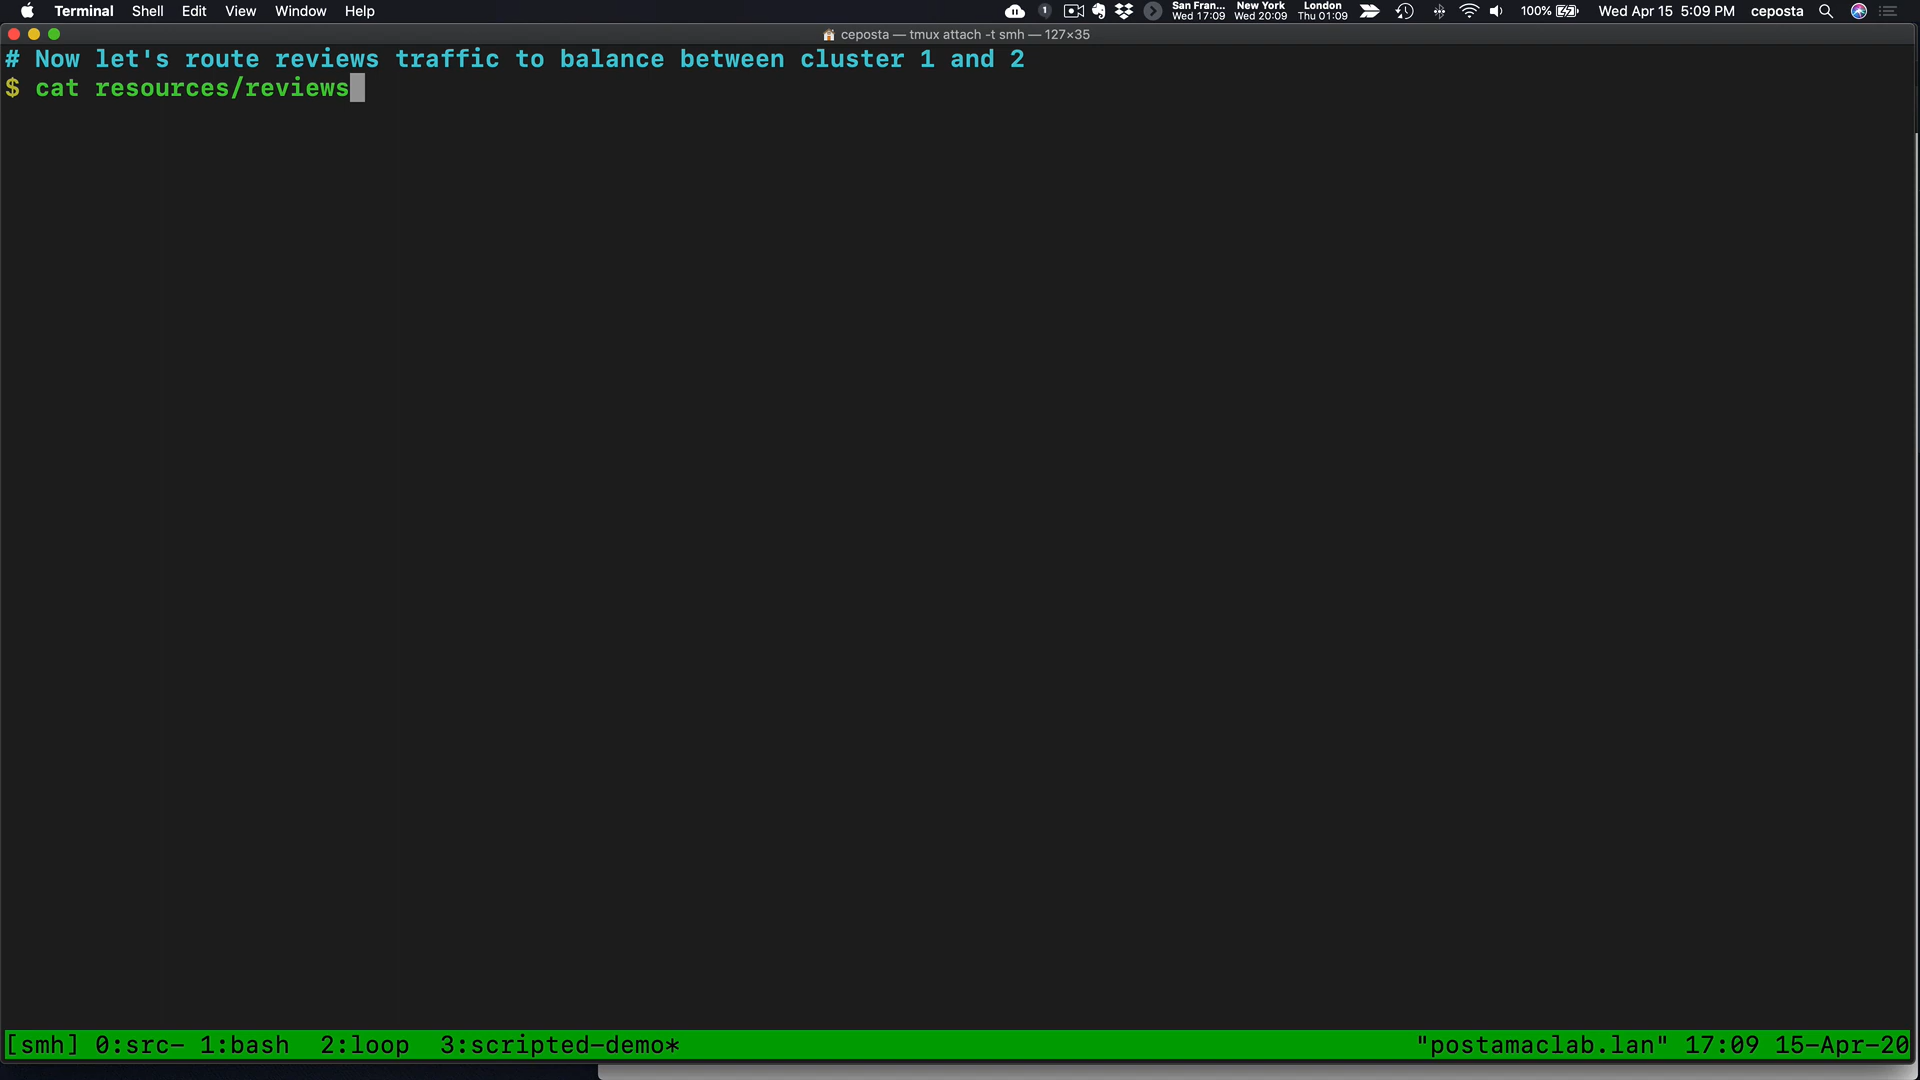 Terminal Shell Edit View Window Help San Fran... Wed 17:09 New York Wed 20:09 London Thu 01:09 100% Wed Apr 15 5:09 PM ceposta
ceposta — tmux attach -t smh — 127×35
# Now let's route reviews traffic to balance between cluster 1 and 2
$ cat resources/reviews
[smh] 0:src- 1:bash 2:loop 3:scripted-demo* "postamaclab.lan" 17:09 15-Apr-20